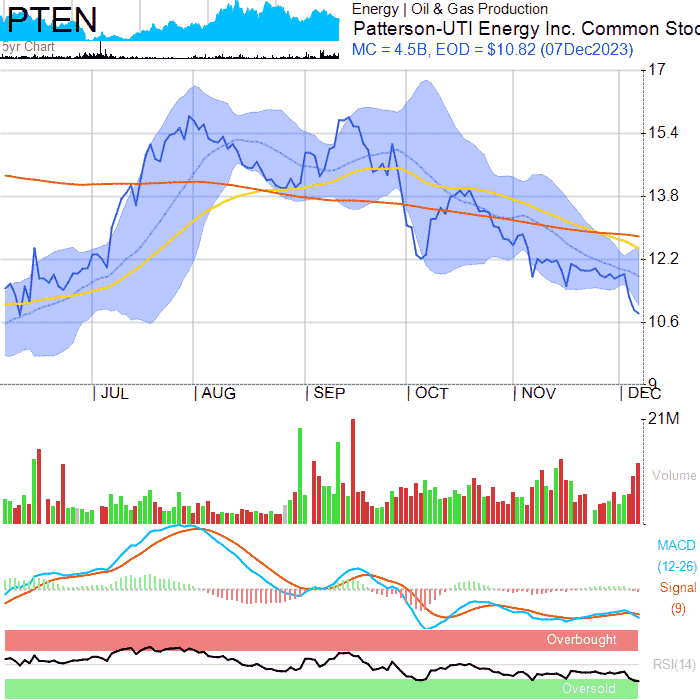 PTEN
5yr Chart
Energy | Oil & Gas Production
Patterson-UTI Energy Inc. Common Stoc
MC = 4.5B, EOD = $10.82 (07Dec2023)
17
15.4
13.8
12.2
10.6
9
JUL AUG SEP OCT NOV DEC
21M
Volume
MACD
(12-26)
Signal
(9)
Overbought
RSI(14)
Oversold